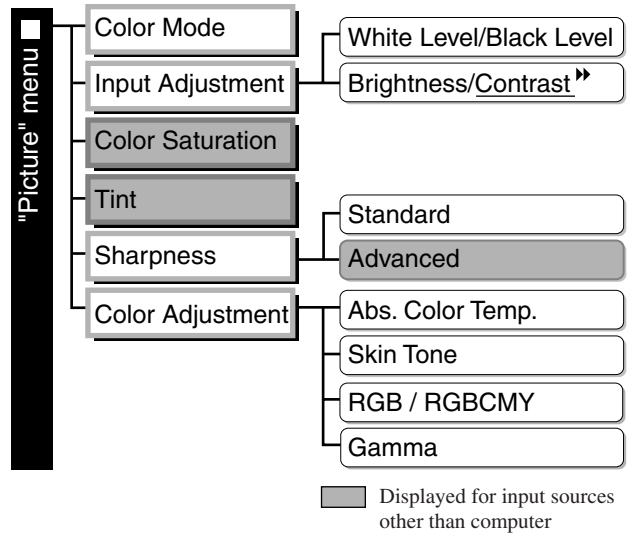 "Picture" menu
Color Mode
Input Adjustment
White Level/Black Level
Brightness/Contrast
Color Saturation
Tint
Sharpness
Standard
Advanced
Color Adjustment
Abs. Color Temp.
Skin Tone
RGB / RGBCMY
Gamma
Displayed for input sources
other than computer